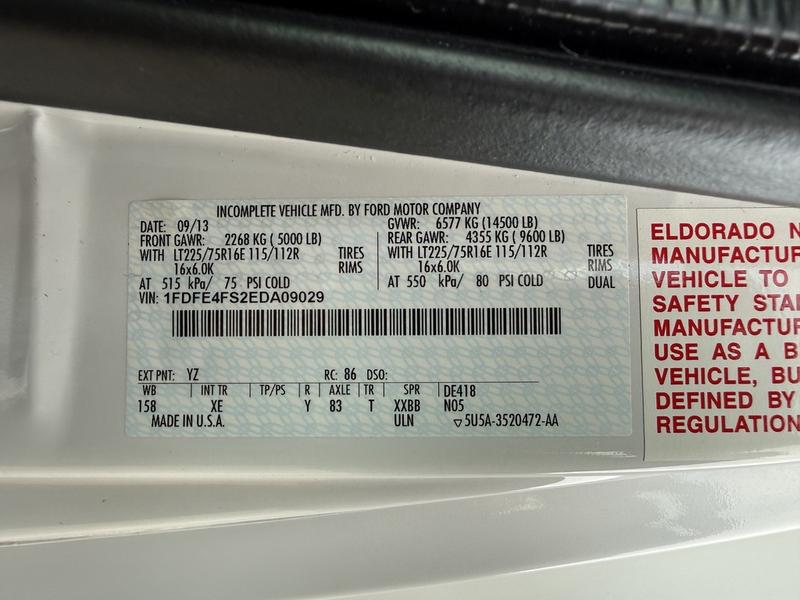 INCOMPLETE VEHICLE MFD. BY FORD MOTOR COMPANY
DATE: 09/13 GVWR: 6577 KG (14500 LB)
FRONT GAWR: 2268 KG ( 5000 LB) REAR GAWR: 4355 KG ( 9600 LB)
WITH LT225/75R16E 115/112R TIRES WITH LT225/75R16E 115/112R TIRES
16x6.0K RIMS 16x6.0K RIMS
AT 515 kPa/ 75 PSI COLD AT 550 kPa/ 80 PSI COLD DUAL
VIN: 1FDFE4FS2EDA09029
EXT PNT: YZ RC: 86 DSO:
WB INT TR TP/PS R AXLE TR SPR DE418
158 XE Y 83 T XXBB N05
MADE IN U.S.A. ULN ▽5U5A-3520472-AA
ELDORADO N
MANUFACTUR
VEHICLE TO
SAFETY STA
MANUFACTUR
USE AS A B
VEHICLE, BU
DEFINED BY
REGULATION